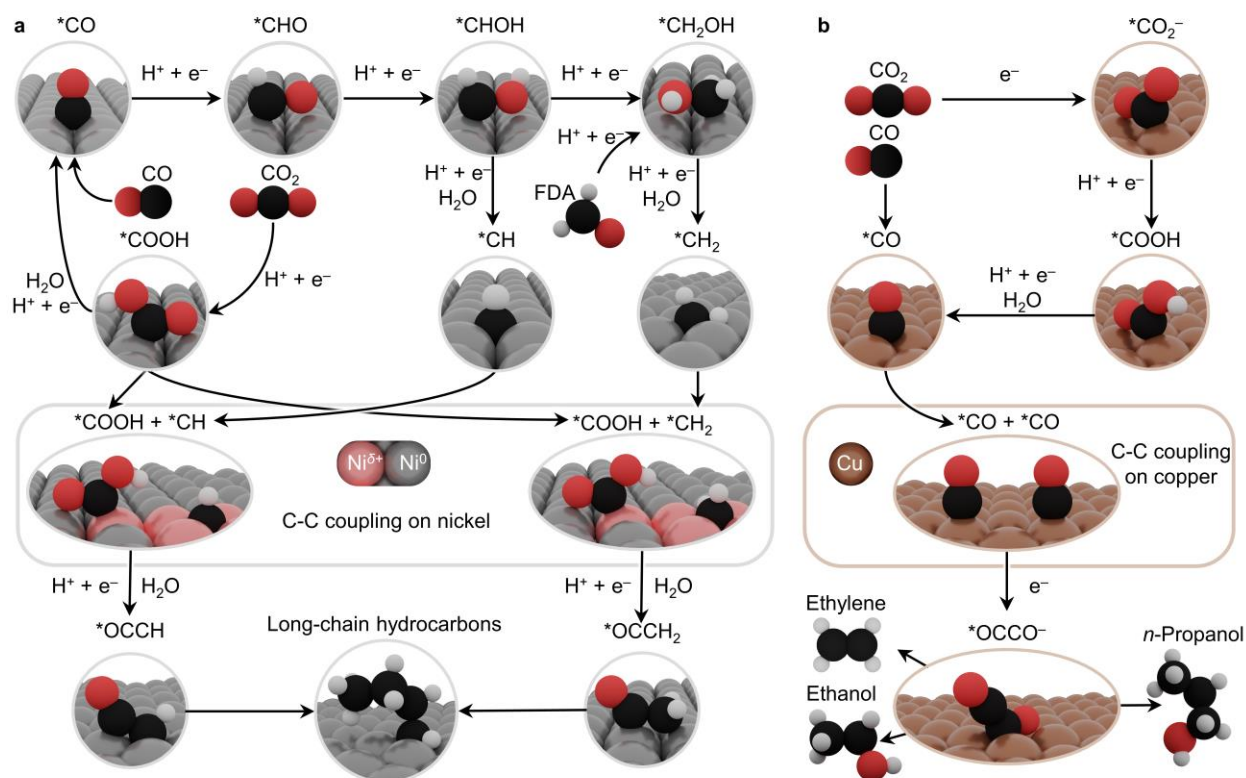 a
*CO
*CHO
*CHOH
*CH₂OH
H⁺ + e⁻
H⁺ + e⁻
H⁺ + e⁻
H⁺ + e⁻
CO
CO₂
H⁺ + e⁻
H₂O
FDA
H⁺ + e⁻
H₂O
*COOH
*CH
*CH₂
H₂O
H⁺ + e⁻
H⁺ + e⁻
*COOH + *CH
*COOH + *CH₂
Niδ+
Ni⁰
C-C coupling on nickel
H⁺ + e⁻
H₂O
H⁺ + e⁻
H₂O
*OCCH
Long-chain hydrocarbons
*OCCH₂
b
*CO₂⁻
CO₂
e⁻
CO
H⁺ + e⁻
*CO
*COOH
H⁺ + e⁻
H₂O
*CO + *CO
Cu
C-C coupling
on copper
e⁻
Ethylene
*OCCO⁻
n-Propanol
Ethanol